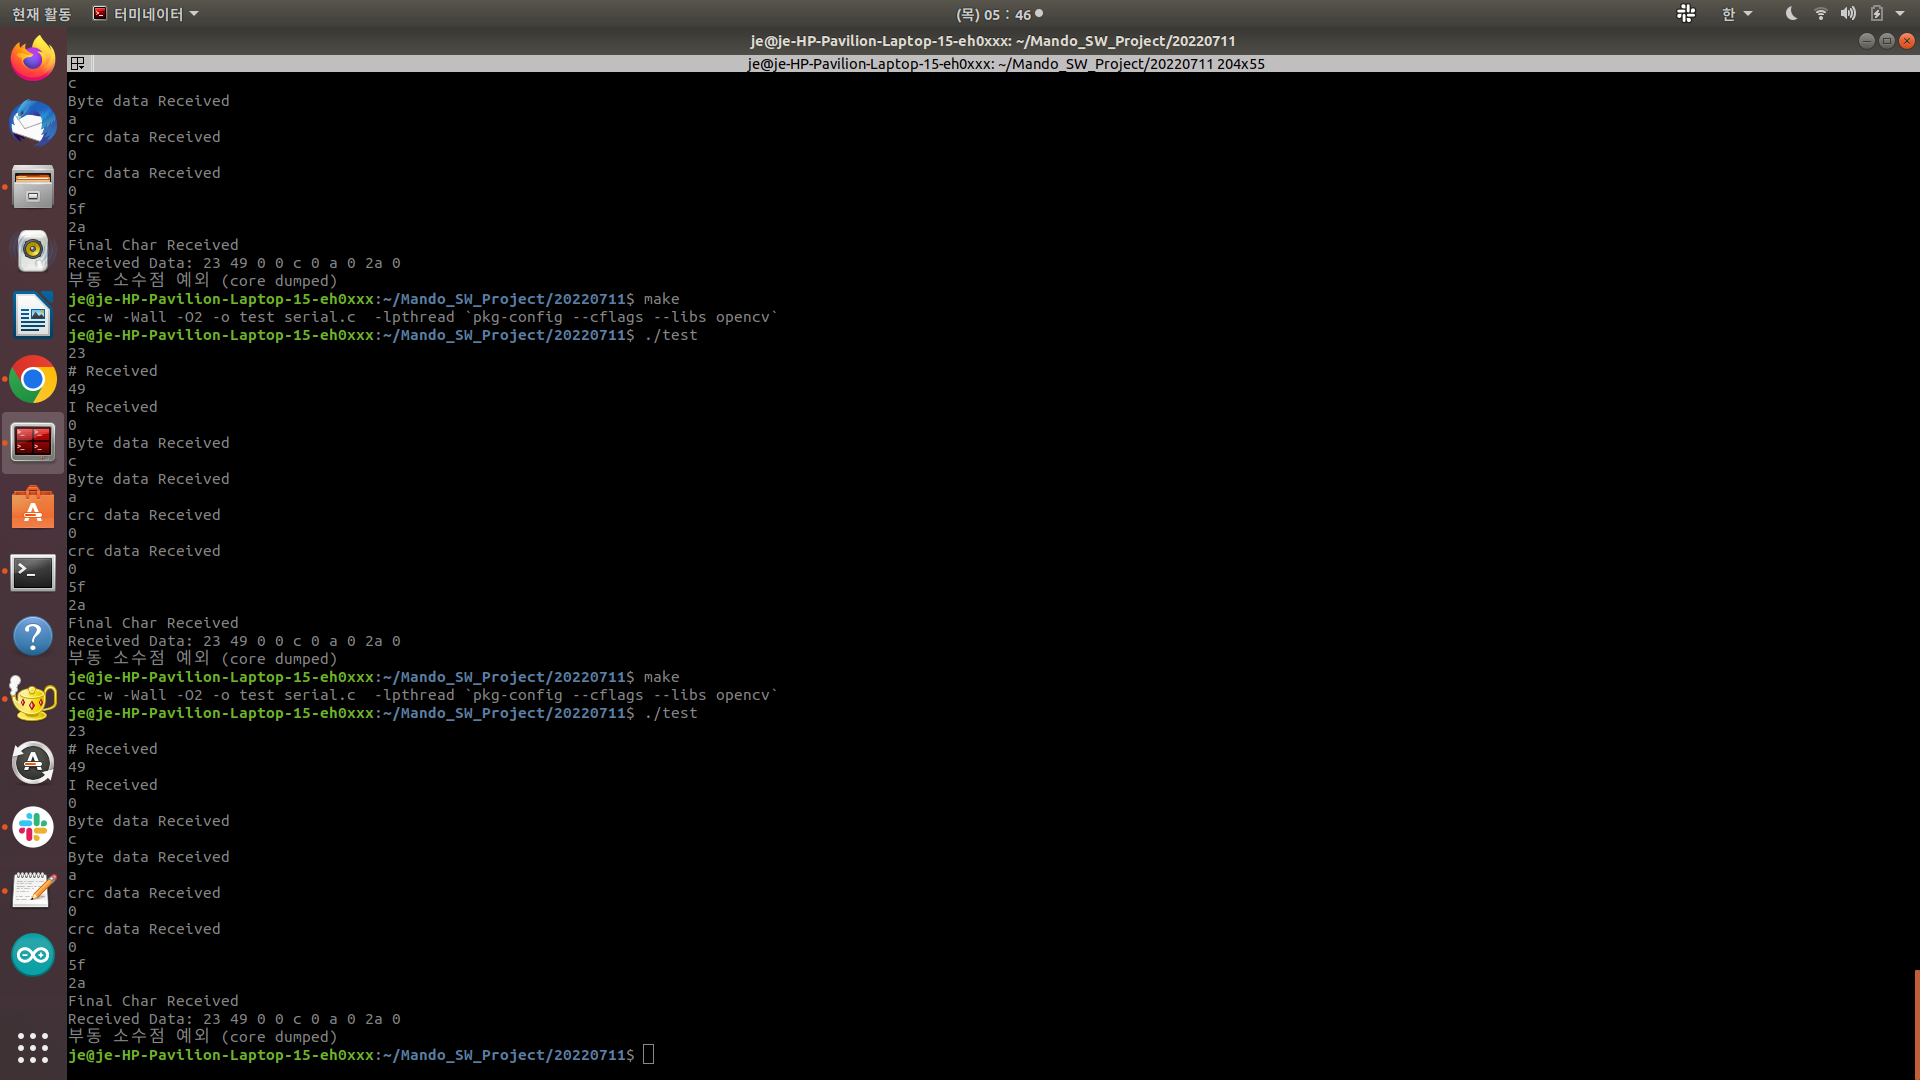 현재 활동
터미네이터
(목) 05 : 46
한
je@je-HP-Pavilion-Laptop-15-eh0xxx: ~/Mando_SW_Project/20220711
je@je-HP-Pavilion-Laptop-15-eh0xxx: ~/Mando_SW_Project/20220711 204x55
c
Byte data Received
a
crc data Received
0
crc data Received
0
5f
2a
Final Char Received
Received Data: 23 49 0 0 c 0 a 0 2a 0
부동 소수점 예외 (core dumped)
je@je-HP-Pavilion-Laptop-15-eh0xxx:~/Mando_SW_Project/20220711$ make
cc -w -Wall -O2 -o test serial.c  -lpthread `pkg-config --cflags --libs opencv`
je@je-HP-Pavilion-Laptop-15-eh0xxx:~/Mando_SW_Project/20220711$ ./test
23
# Received
49
I Received
0
Byte data Received
c
Byte data Received
a
crc data Received
0
crc data Received
0
5f
2a
Final Char Received
Received Data: 23 49 0 0 c 0 a 0 2a 0
부동 소수점 예외 (core dumped)
je@je-HP-Pavilion-Laptop-15-eh0xxx:~/Mando_SW_Project/20220711$ make
cc -w -Wall -O2 -o test serial.c  -lpthread `pkg-config --cflags --libs opencv`
je@je-HP-Pavilion-Laptop-15-eh0xxx:~/Mando_SW_Project/20220711$ ./test
23
# Received
49
I Received
0
Byte data Received
c
Byte data Received
a
crc data Received
0
crc data Received
0
5f
2a
Final Char Received
Received Data: 23 49 0 0 c 0 a 0 2a 0
부동 소수점 예외 (core dumped)
je@je-HP-Pavilion-Laptop-15-eh0xxx:~/Mando_SW_Project/20220711$